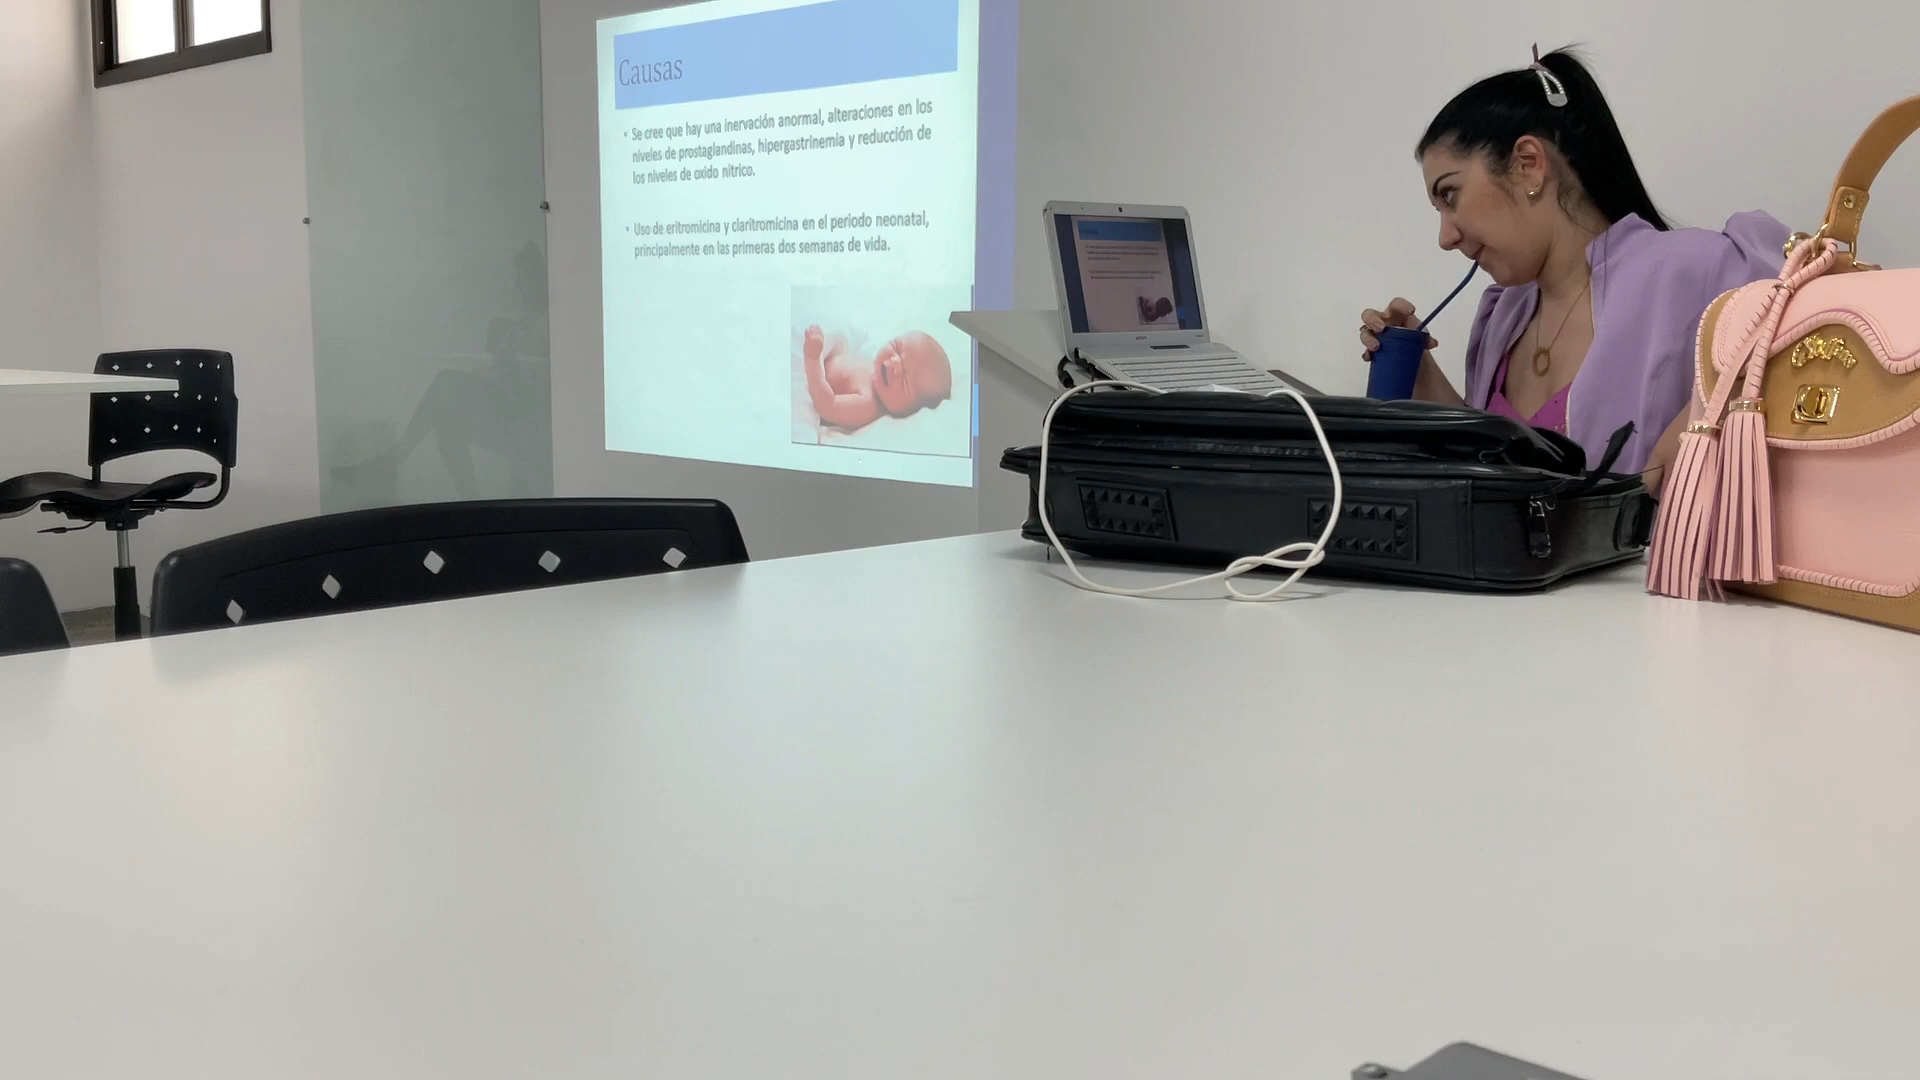 Causas
• Se cree que hay una inervación anormal, alteraciones en los
niveles de prostaglandinas, hipergastrinemia y reducción de
los niveles de oxido nitrico.
• Uso de eritromicina y claritromicina en el periodo neonatal,
principalmente en las primeras dos semanas de vida.